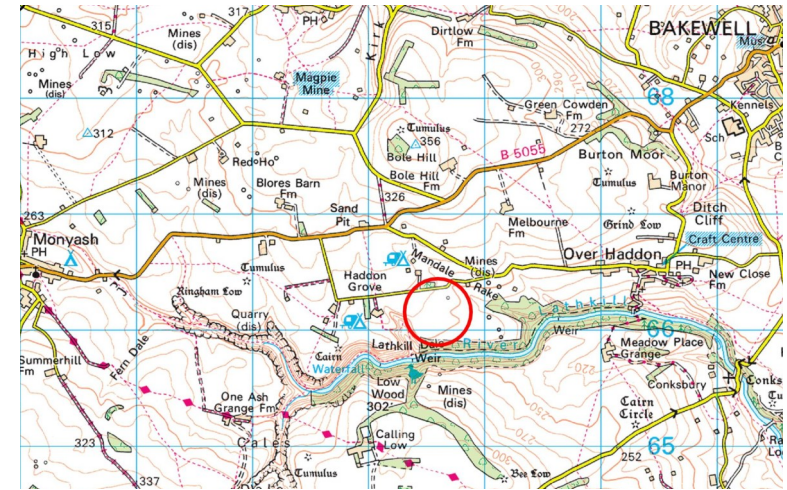 315
317
PH
Kirk
Dirtlow
Fm
BAKEWELL
Mus
Mines
(dis)
High Low
Mines
(dis)
Magpie
Mine
68
Kennels
Green Cowden
Fm
272
Tumulus
356
312
Sch
B 5055
Bole Hill
Burton Moor
Red Ho
Bole Hill
Fm
Mines
(dis)
Blores Barn
Fm
326
Tumulus
Burton
Manor
Sand
Pit
Ditch
Cliff
263
Melbourne
Fm
Grind Low
Monyash
PH
Craft Centre
Mandale
Rake
Mines
(dis)
Over Haddon
Tumulus
Haddon
Grove
PH
New Close
Fm
Ringham Low
Lathkill
Quarry
(dis)
66
Weir
Lathkill Dale
River
Meadow Place
Grange
Summerhill
Fm
Fern Dale
Cairn
Waterfall
Weir
Conksbury
One Ash
Grange Fm
Low
Wood
302
Mines
(dis)
Cairn
Circle
Cales
Calling
Low
65
323
252
Tumulus
Bee Low
337